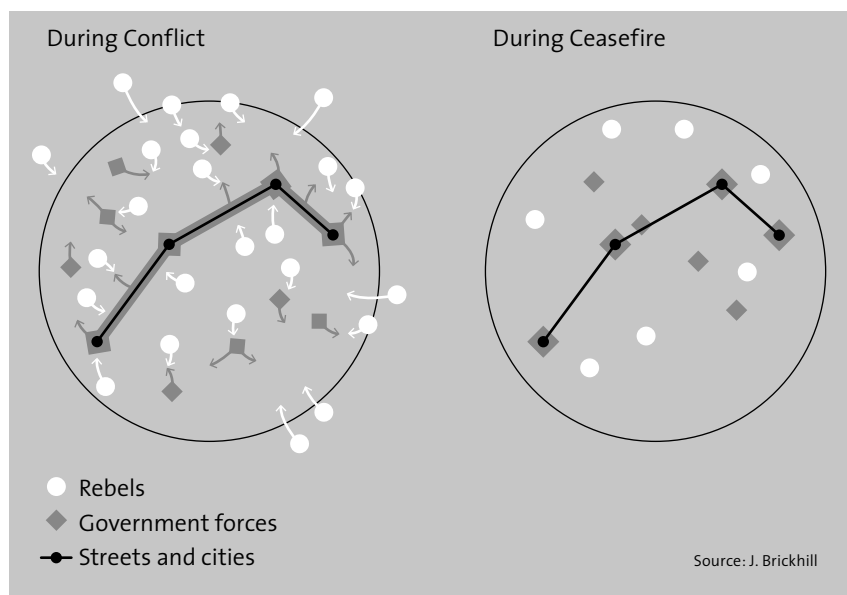 During Conflict
During Ceasefire
Rebels
Government forces
Streets and cities
Source: J. Brickhill